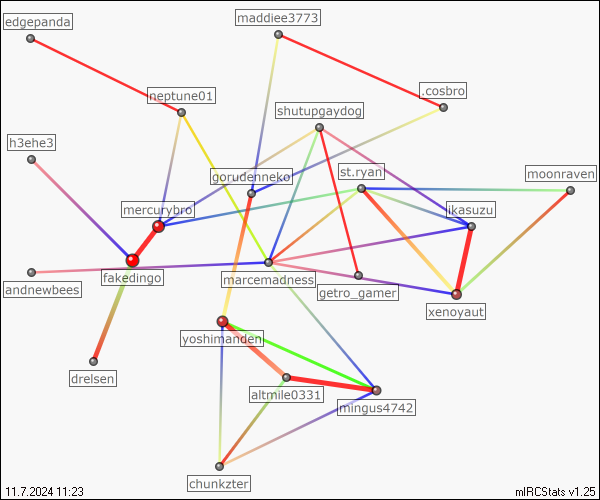 maddiee3773
edgepanda
.cosbro
neptune01
shutupgaydog
h3ehe3
st.ryan
moonraven
goruderneko
mercurybro
ikasuzu
fakedingo
marcemadness
andnewbees
getro_gamer
xenoyaut
yoshimanden
drelsen
altmile0331
mingus4742
chunkzter
11.7.2024 11:23
mIRCStats v1.25